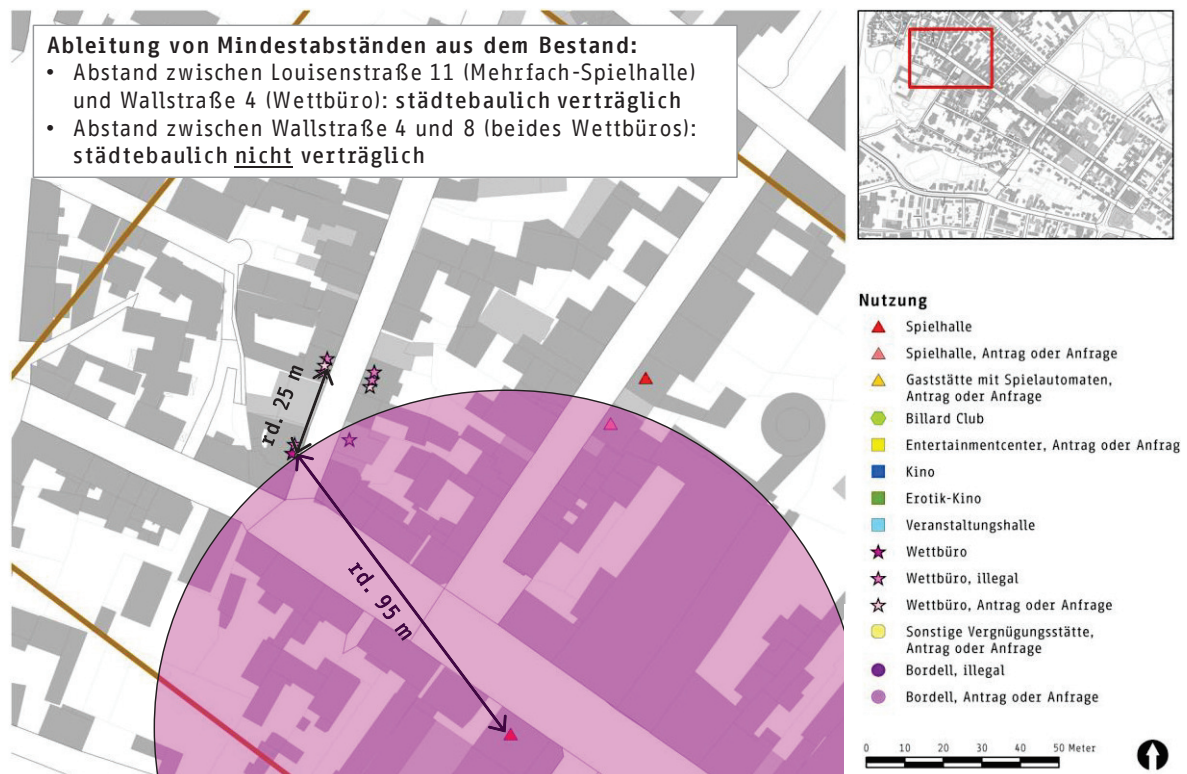 Ableitung von Mindestabständen aus dem Bestand:
• Abstand zwischen Louisenstraße 11 (Mehrfach-Spielhalle)
und Wallstraße 4 (Wettbüro): städtebaulich verträglich
• Abstand zwischen Wallstraße 4 und 8 (beides Wettbüros):
städtebaulich nicht verträglich
rd. 25 m
rd. 95 m
Nutzung
Spielhalle
Spielhalle, Antrag oder Anfrage
Gaststätte mit Spielautomaten,
Antrag oder Anfrage
Billard Club
Entertainmentcenter, Antrag oder Anfrag
Kino
Erotik-Kino
Veranstaltungshalle
Wettbüro
Wettbüro, illegal
Wettbüro, Antrag oder Anfrage
Sonstige Vergnügungsstätte,
Antrag oder Anfrage
Bordell, illegal
Bordell, Antrag oder Anfrage
0 10 20 30 40 50 Meter